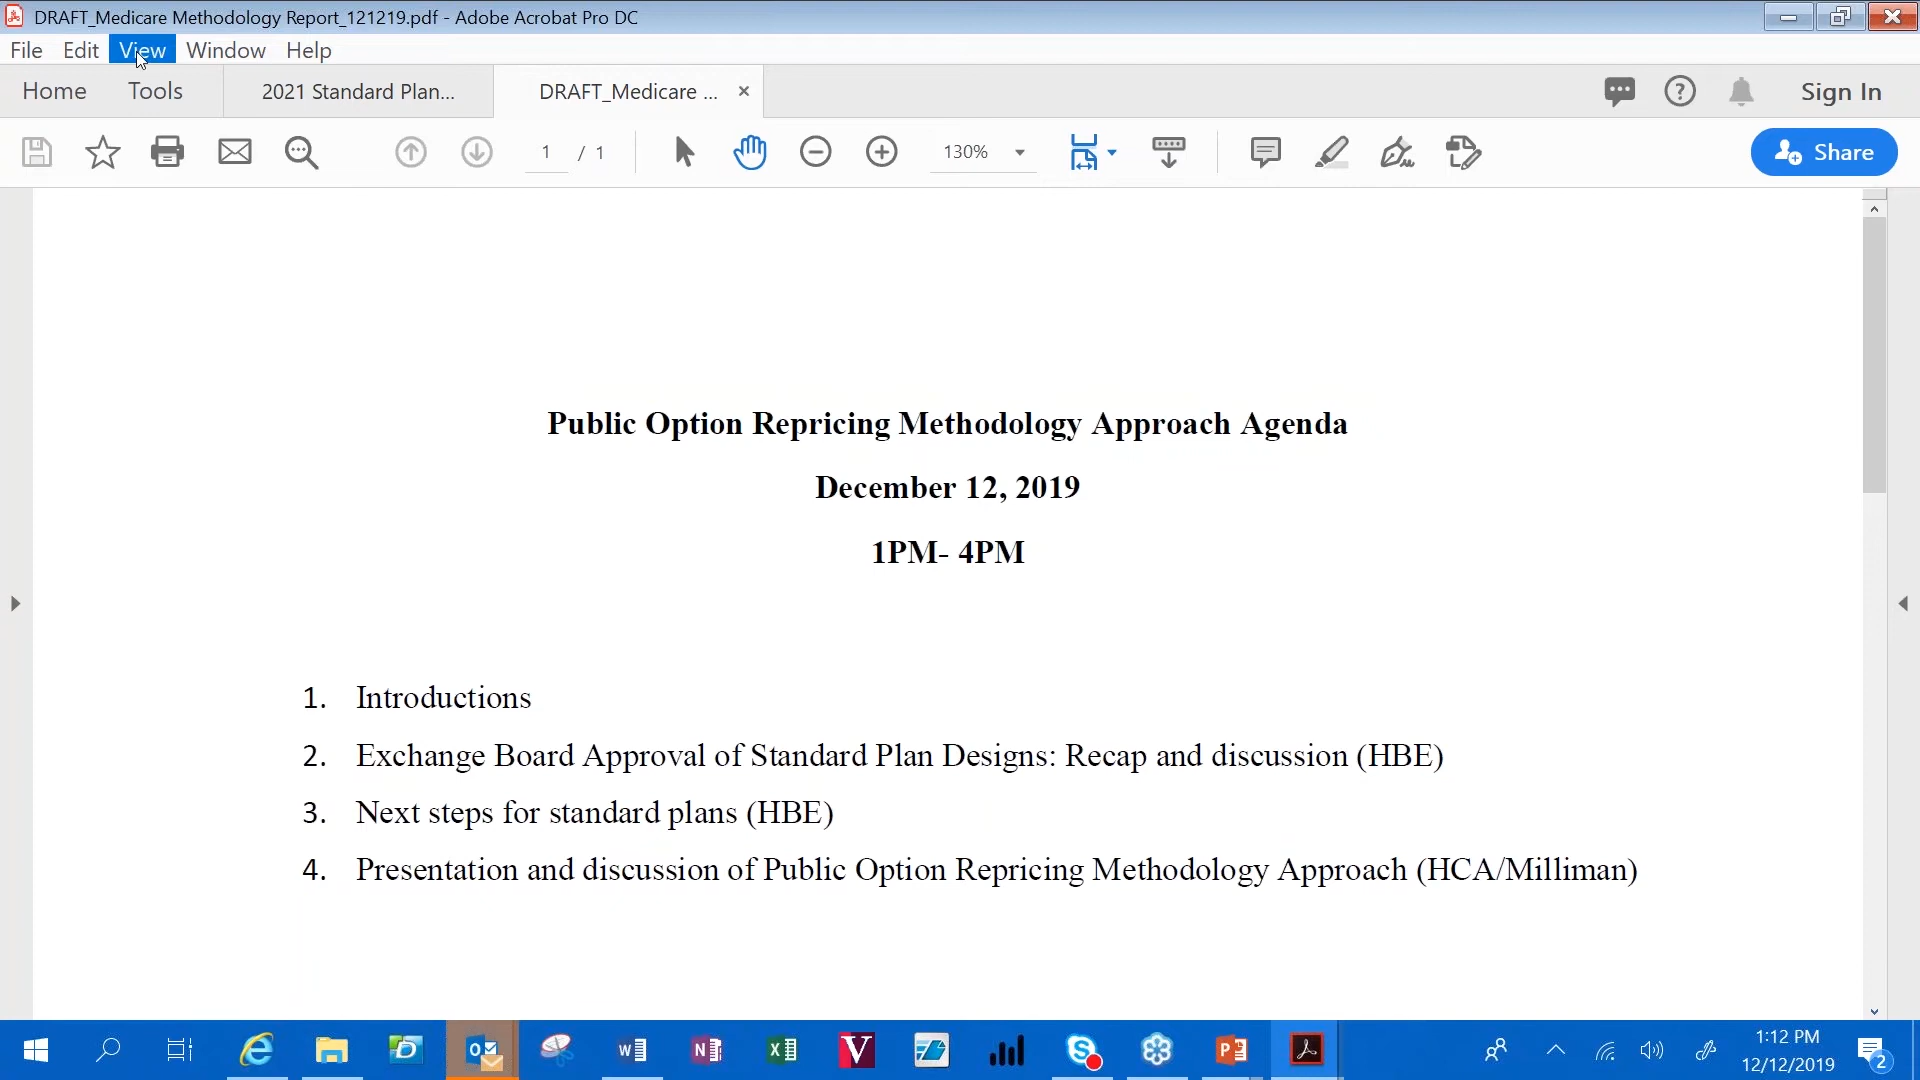 DRAFT_Medicare Methodology Report_121219.pdf - Adobe Acrobat Pro DC
File Edit View Window Help
Home Tools 2021 Standard Plan... DRAFT_Medicare ... × Sign In
1 / 1 130% Share
Public Option Repricing Methodology Approach Agenda
December 12, 2019
1PM- 4PM
1. Introductions
2. Exchange Board Approval of Standard Plan Designs: Recap and discussion (HBE)
3. Next steps for standard plans (HBE)
4. Presentation and discussion of Public Option Repricing Methodology Approach (HCA/Milliman)
1:12 PM
12/12/2019
2